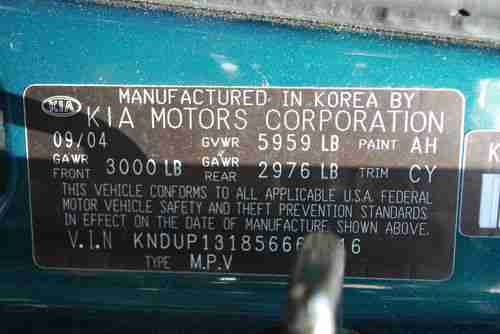 MANUFACTURED IN KOREA BY
KIA KIA MOTORS CORPORATION
09/04 GVWR 5959 LB PAINT AH
GAWR FRONT 3000 LB GAWR REAR 2976 LB TRIM CY
THIS VEHICLE CONFORMS TO ALL APPLICABLE U.S.A. FEDERAL
MOTOR VEHICLE SAFETY AND THEFT PREVENTION STANDARDS
IN EFFECT ON THE DATE OF MANUFACTURE SHOWN ABOVE.
V.I.N
TYPE M.P.V
K